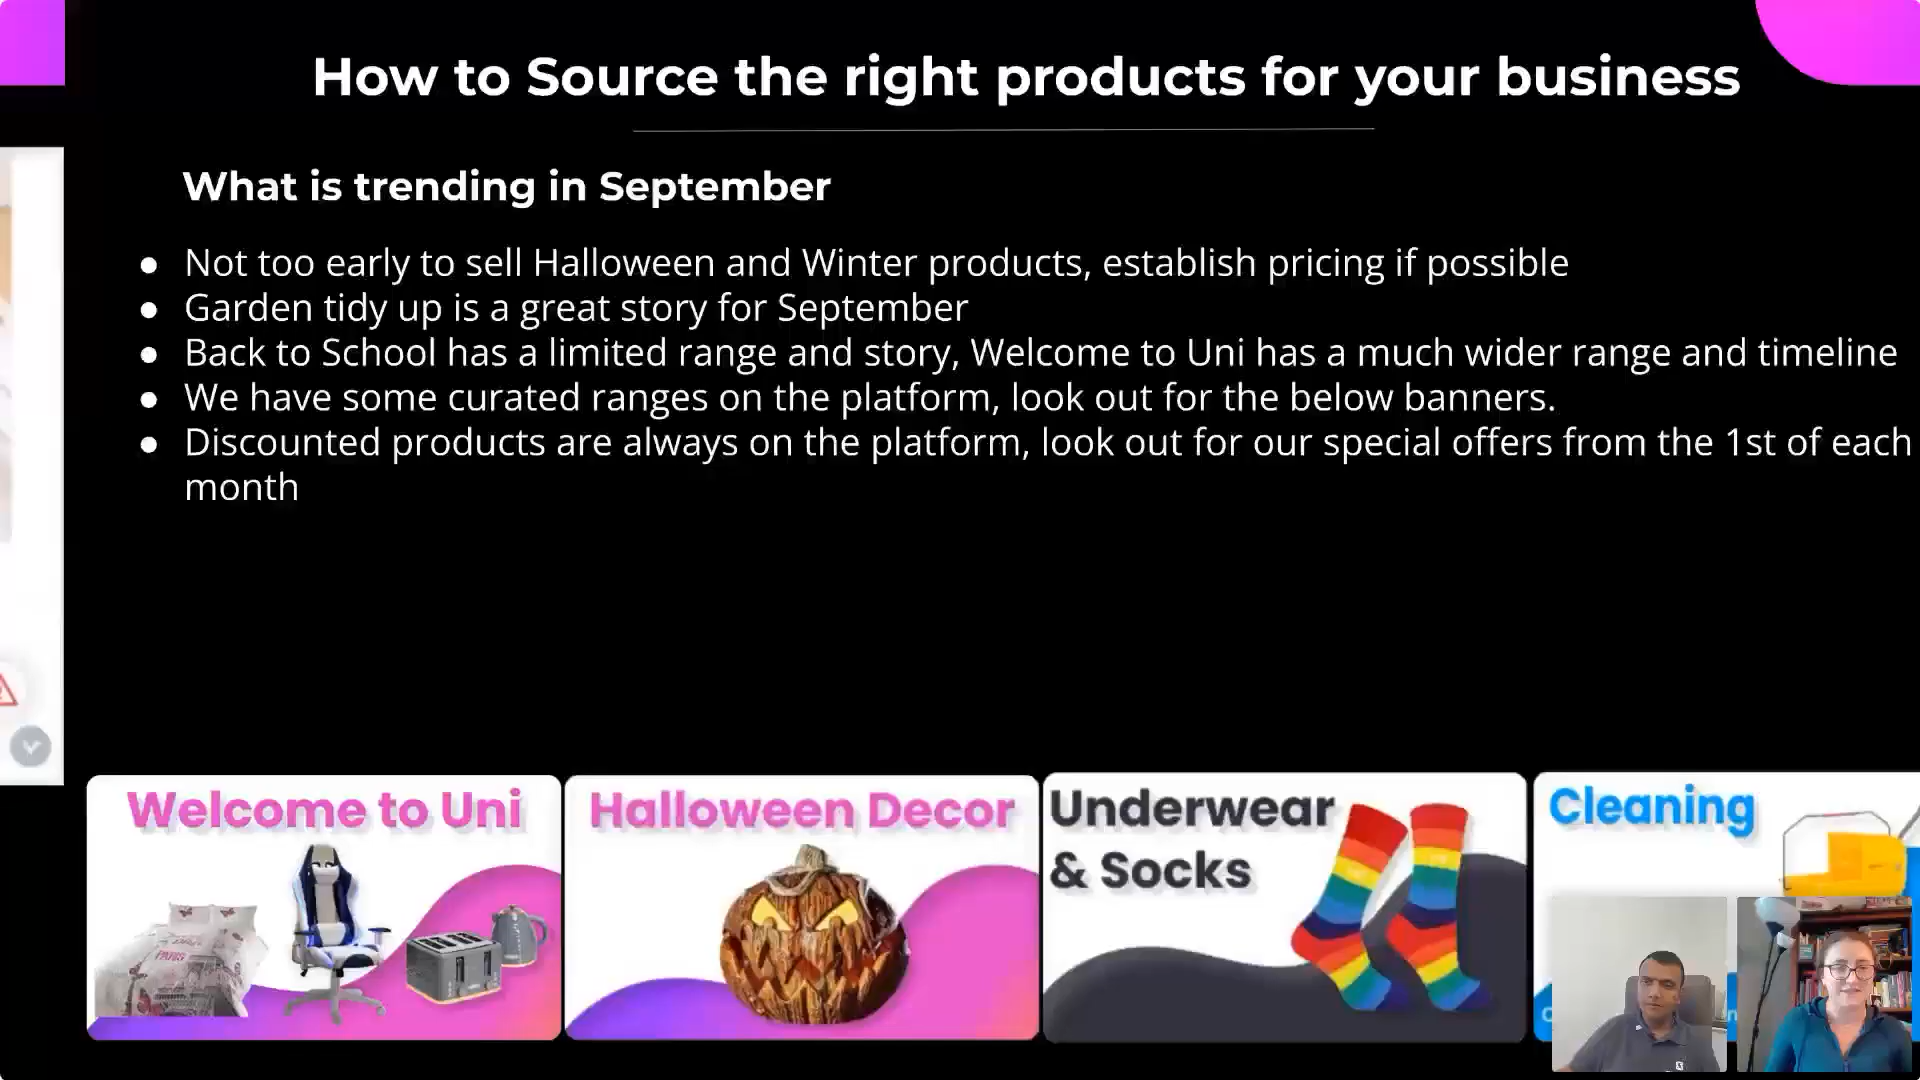 How to Source the right products for your business
What is trending in September
● Not too early to sell Halloween and Winter products, establish pricing if possible
● Garden tidy up is a great story for September
● Back to School has a limited range and story, Welcome to Uni has a much wider range and timeline
● We have some curated ranges on the platform, look out for the below banners.
● Discounted products are always on the platform, look out for our special offers from the 1st of each
month
Welcome to Uni
Halloween Decor
Underwear
& Socks
Cleaning
PARIS